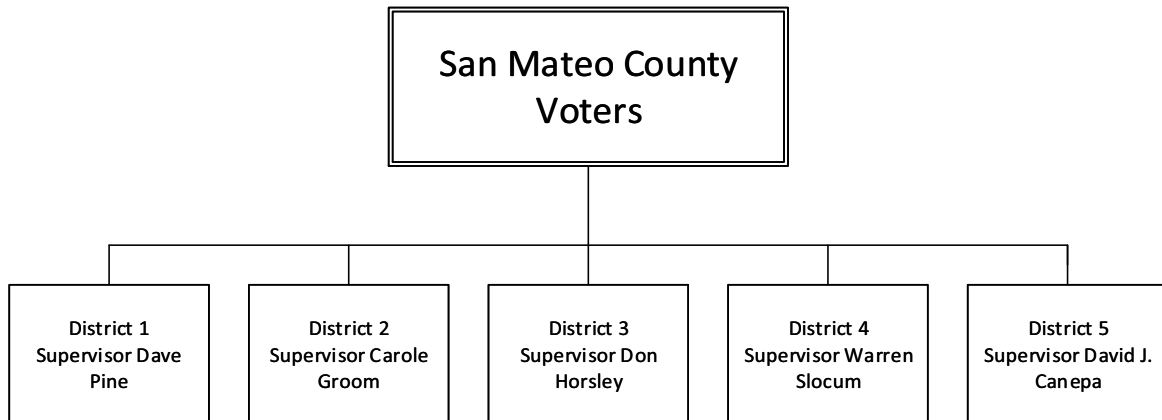 San Mateo County
Voters
District 1
Supervisor Dave
Pine
District 2
Supervisor Carole
Groom
District 3
Supervisor Don
Horsley
District 4
Supervisor Warren
Slocum
District 5
Supervisor David J.
Canepa